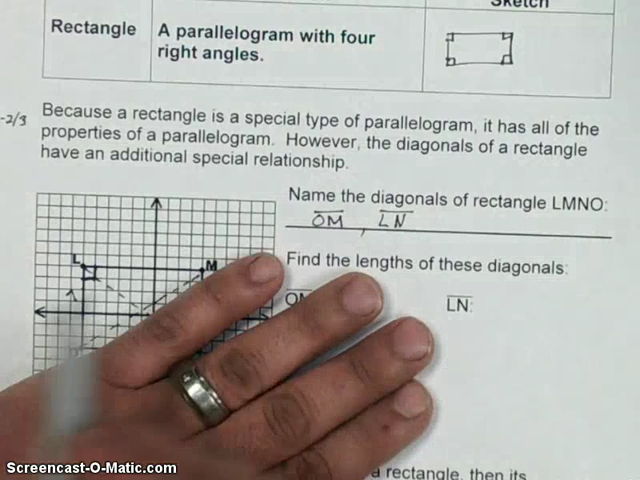 Sketch
Rectangle
A parallelogram with four
right angles.
-2/3
Because a rectangle is a special type of parallelogram, it has all of the
properties of a parallelogram. However, the diagonals of a rectangle
have an additional special relationship.
Name the diagonals of rectangle LMNO:
OM, LN
Find the lengths of these diagonals:
L
M
LN:
a rectangle, then its
Screencast-O-Matic.com